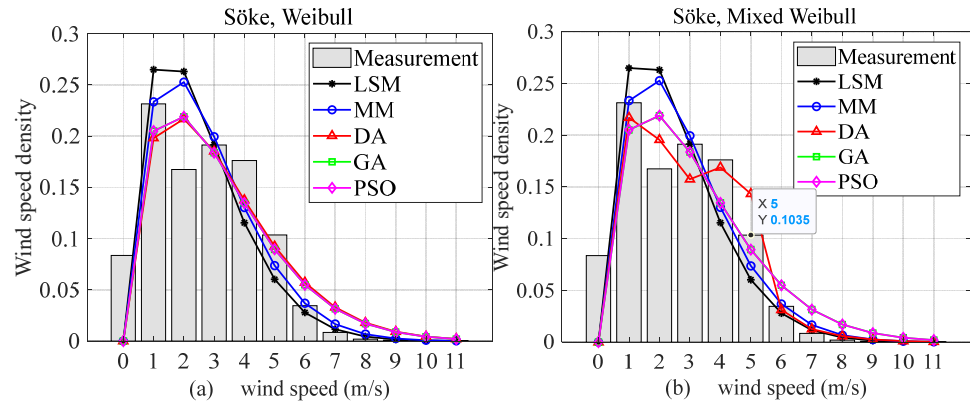 Söke, Weibull
Wind speed density
0.3
0.25
0.2
0.15
0.1
0.05
0
Measurement
LSM
MM
DA
GA
PSO
0 1 2 3 4 5 6 7 8 9 10 11
(a) wind speed (m/s)
Söke, Mixed Weibull
Wind speed density
0.3
0.25
0.2
0.15
0.1
0.05
0
Measurement
LSM
MM
DA
GA
PSO
X 5
Y 0.1035
0 1 2 3 4 5 6 7 8 9 10 11
(b) wind speed (m/s)